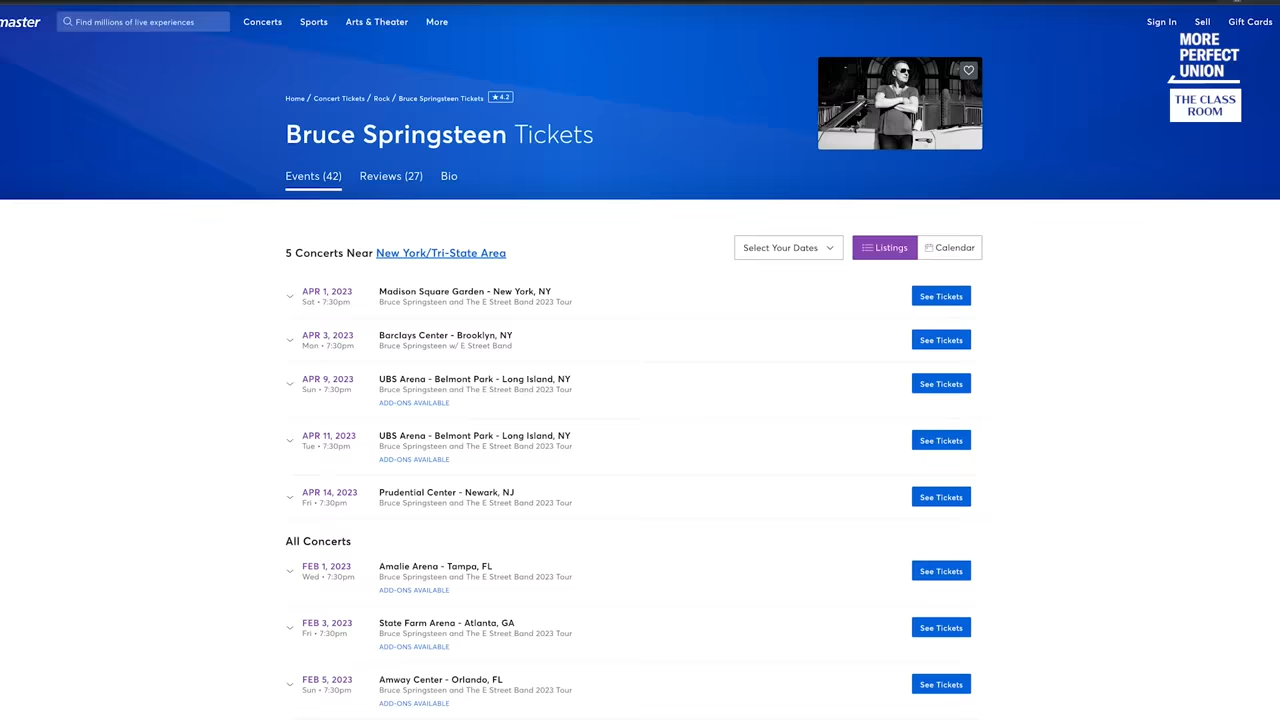 master
Find millions of live experiences
Concerts
Sports
Arts & Theater
More
Sign In
Sell
Gift Cards
MORE
PERFECT
UNION
THE CLASS
ROOM
Home / Concert Tickets / Rock / Bruce Springsteen Tickets ★4.2
Bruce Springsteen Tickets
Events (42)
Reviews (27)
Bio
5 Concerts Near New York/Tri-State Area
Select Your Dates
Listings
Calendar
APR 1, 2023
Sat • 7:30pm
Madison Square Garden - New York, NY
Bruce Springsteen and The E Street Band 2023 Tour
See Tickets
APR 3, 2023
Mon • 7:30pm
Barclays Center - Brooklyn, NY
Bruce Springsteen w/ E Street Band
See Tickets
APR 9, 2023
Sun • 7:30pm
UBS Arena - Belmont Park - Long Island, NY
Bruce Springsteen and The E Street Band 2023 Tour
ADD-ONS AVAILABLE
See Tickets
APR 11, 2023
Tue • 7:30pm
UBS Arena - Belmont Park - Long Island, NY
Bruce Springsteen and The E Street Band 2023 Tour
ADD-ONS AVAILABLE
See Tickets
APR 14, 2023
Fri • 7:30pm
Prudential Center - Newark, NJ
Bruce Springsteen and The E Street Band 2023 Tour
See Tickets
All Concerts
FEB 1, 2023
Wed • 7:30pm
Amalie Arena - Tampa, FL
Bruce Springsteen and The E Street Band 2023 Tour
ADD-ONS AVAILABLE
See Tickets
FEB 3, 2023
Fri • 7:30pm
State Farm Arena - Atlanta, GA
Bruce Springsteen and The E Street Band 2023 Tour
ADD-ONS AVAILABLE
See Tickets
FEB 5, 2023
Sun • 7:30pm
Amway Center - Orlando, FL
Bruce Springsteen and The E Street Band 2023 Tour
ADD-ONS AVAILABLE
See Tickets